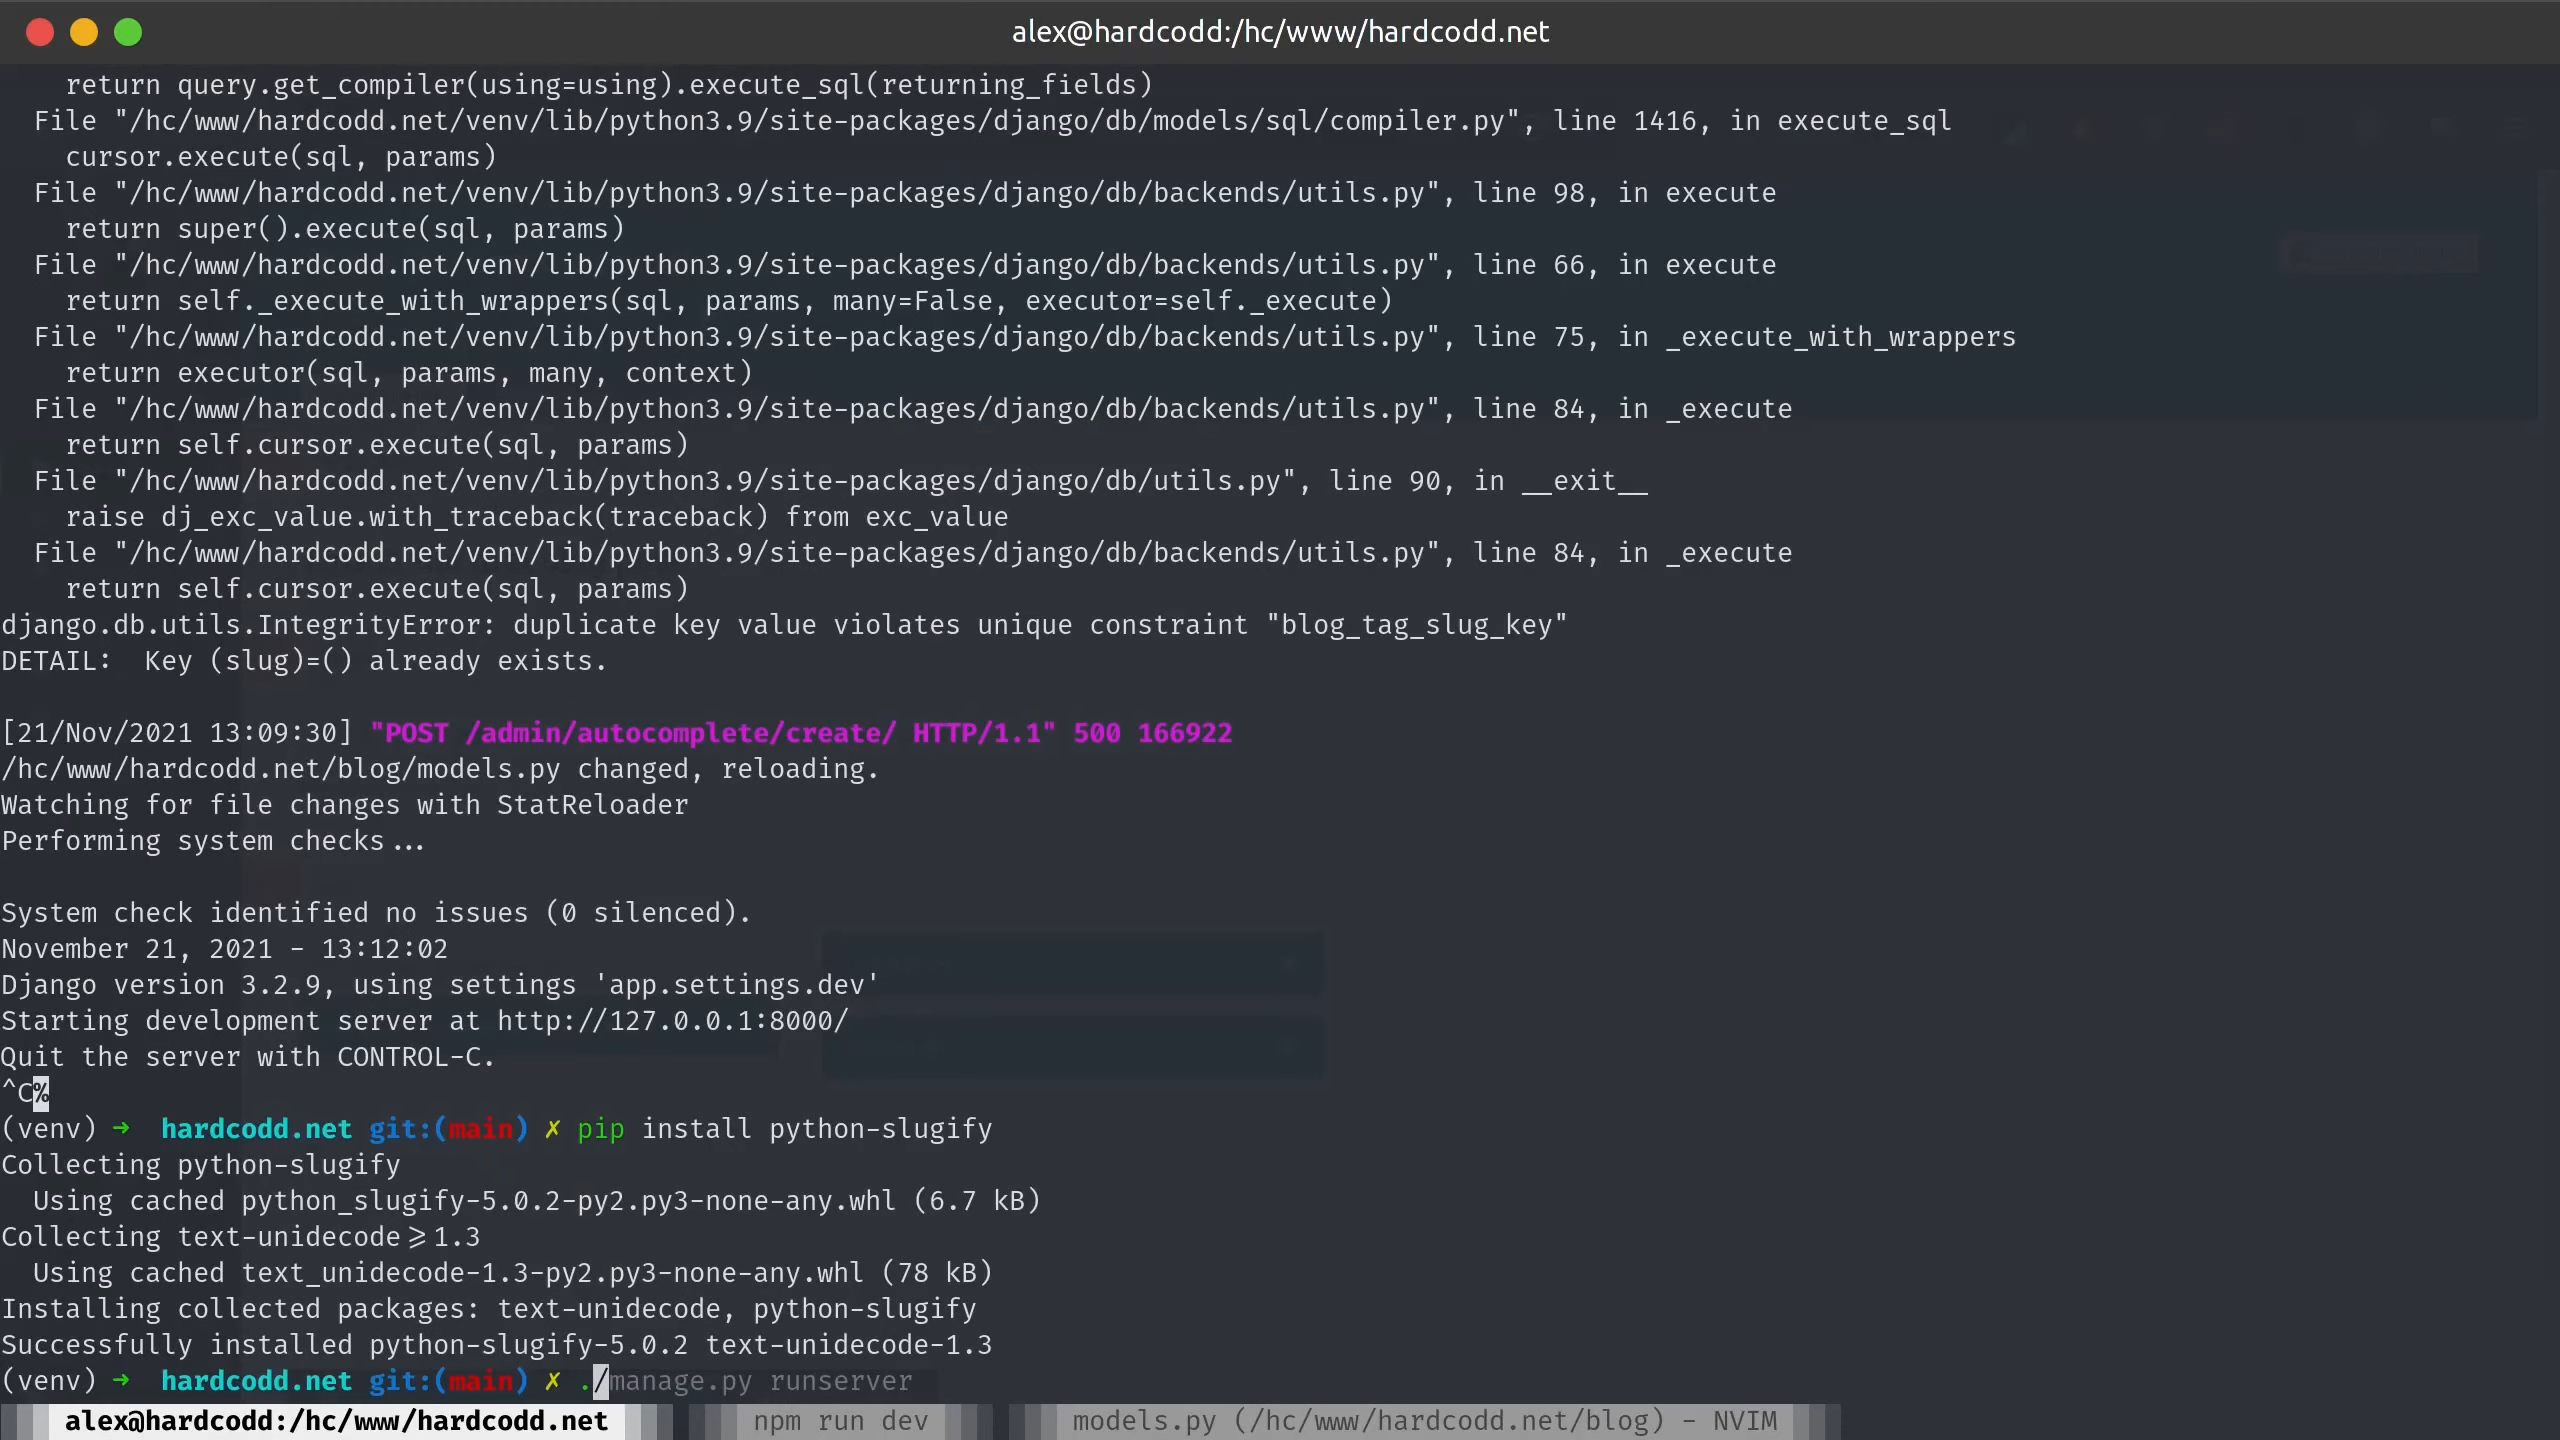 alex@hardcodd:/hc/www/hardcodd.net
return query.get_compiler(using=using).execute_sql(returning_fields)
File "/hc/www/hardcodd.net/venv/lib/python3.9/site-packages/django/db/models/sql/compiler.py", line 1416, in execute_sql
cursor.execute(sql, params)
File "/hc/www/hardcodd.net/venv/lib/python3.9/site-packages/django/db/backends/utils.py", line 98, in execute
return super().execute(sql, params)
File "/hc/www/hardcodd.net/venv/lib/python3.9/site-packages/django/db/backends/utils.py", line 66, in execute
return self._execute_with_wrappers(sql, params, many=False, executor=self._execute)
File "/hc/www/hardcodd.net/venv/lib/python3.9/site-packages/django/db/backends/utils.py", line 75, in _execute_with_wrappers
return executor(sql, params, many, context)
File "/hc/www/hardcodd.net/venv/lib/python3.9/site-packages/django/db/backends/utils.py", line 84, in _execute
return self.cursor.execute(sql, params)
File "/hc/www/hardcodd.net/venv/lib/python3.9/site-packages/django/db/utils.py", line 90, in __exit__
raise dj_exc_value.with_traceback(traceback) from exc_value
File "/hc/www/hardcodd.net/venv/lib/python3.9/site-packages/django/db/backends/utils.py", line 84, in _execute
return self.cursor.execute(sql, params)
django.db.utils.IntegrityError: duplicate key value violates unique constraint "blog_tag_slug_key"
DETAIL:  Key (slug)=() already exists.
[21/Nov/2021 13:09:30] "POST /admin/autocomplete/create/ HTTP/1.1" 500 166922
/hc/www/hardcodd.net/blog/models.py changed, reloading.
Watching for file changes with StatReloader
Performing system checks...
System check identified no issues (0 silenced).
November 21, 2021 - 13:12:02
Django version 3.2.9, using settings 'app.settings.dev'
Starting development server at http://127.0.0.1:8000/
Quit the server with CONTROL-C.
^C%
(venv) ➜  hardcodd.net git:(main) ✗ pip install python-slugify
Collecting python-slugify
Using cached python_slugify-5.0.2-py2.py3-none-any.whl (6.7 kB)
Collecting text-unidecode>=1.3
Using cached text_unidecode-1.3-py2.py3-none-any.whl (78 kB)
Installing collected packages: text-unidecode, python-slugify
Successfully installed python-slugify-5.0.2 text-unidecode-1.3
(venv) ➜  hardcodd.net git:(main) ✗ ./manage.py runserver
alex@hardcodd:/hc/www/hardcodd.net npm run dev models.py (/hc/www/hardcodd.net/blog) - NVIM